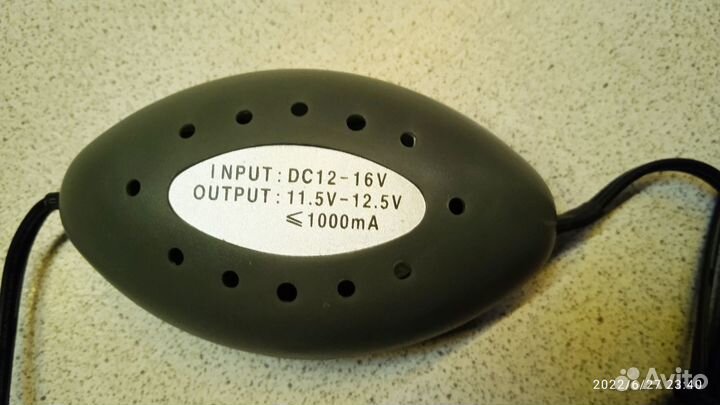 INPUT: DC12-16V
OUTPUT: 11.5V-12.5V
≤1000mA
Avito
2022/6/27 23:40